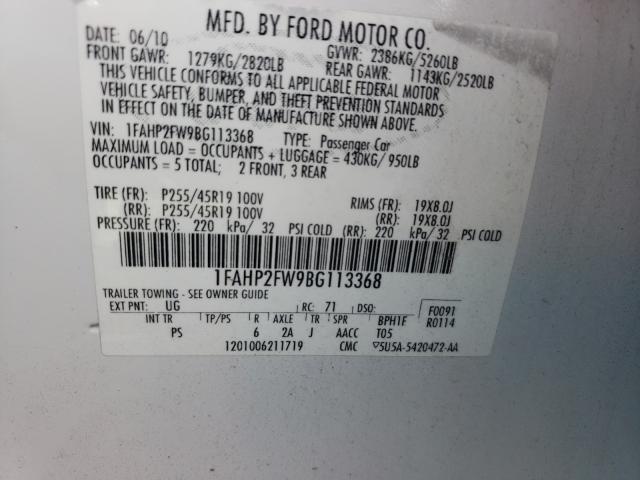 MFD. BY FORD MOTOR CO.
DATE: 06/10 GVWR: 2386KG/5260LB
FRONT GAWR: 1279KG/2820LB REAR GAWR: 1143KG/2520LB
THIS VEHICLE CONFORMS TO ALL APPLICABLE FEDERAL MOTOR
VEHICLE SAFETY, BUMPER, AND THEFT PREVENTION STANDARDS
IN EFFECT ON THE DATE OF MANUFACTURE SHOWN ABOVE.
VIN: 1FAHP2FW9BG113368 TYPE: Passenger Car
MAXIMUM LOAD = OCCUPANTS + LUGGAGE = 430KG/950LB
OCCUPANTS = 5 TOTAL; 2 FRONT, 3 REAR
TIRE (FR): P255/45R19 100V RIMS (FR): 19X8.0J
(RR): P255/45R19 100V (RR): 19X8.0J
PRESSURE (FR): 220 kPa/ 32 PSI COLD (RR): 220 kPa/ 32 PSI COLD
1FAHP2FW9BG113368
TRAILER TOWING - SEE OWNER GUIDE
EXT PNT: UG RC: 71 DSO: F0091
INT TR TP/PS R AXLE TR SPR BPH1F R0114
PS 6 2A J AACC T05
1201006211719 CMC 5U5A-5420472-AA